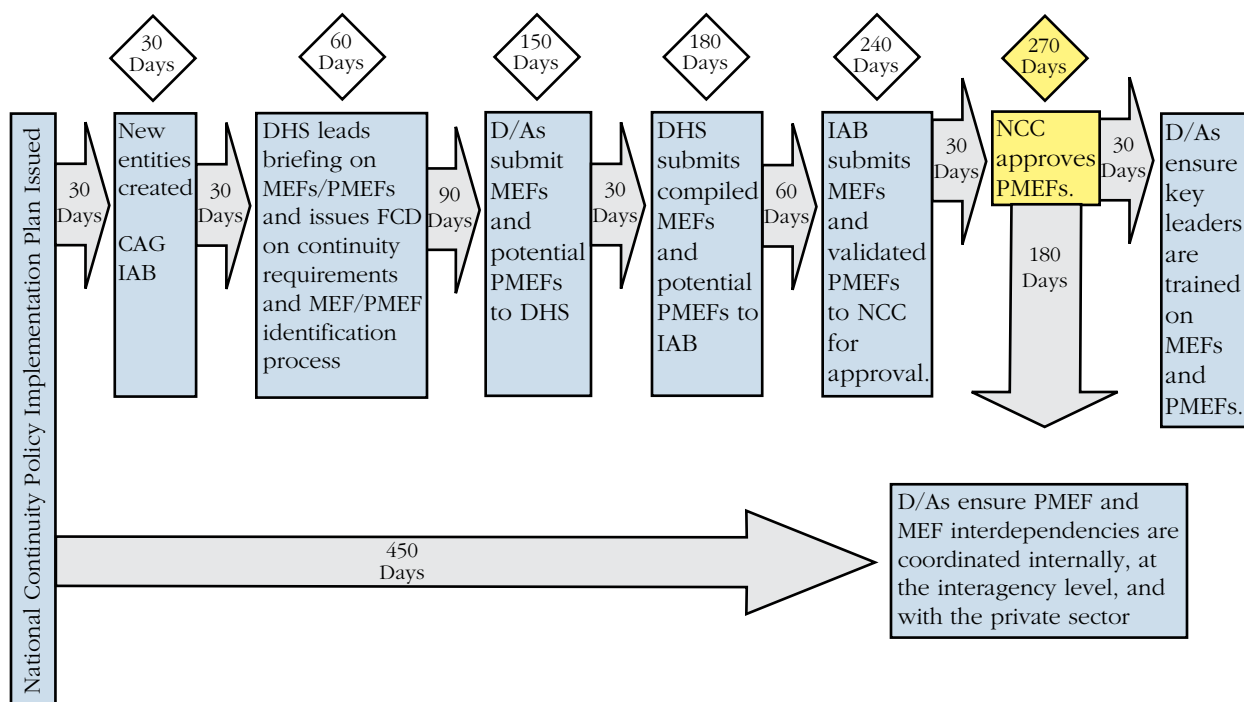 30
Days
60
Days
150
Days
180
Days
240
Days
270
Days
National Continuity Policy Implementation Plan Issued
30
Days
New
entities
created
CAG
IAB
30
Days
DHS leads
briefing on
MEFs/PMEFs
and issues FCD
on continuity
requirements
and MEF/PMEF
identification
process
90
Days
D/As
submit
MEFs
and
potential
PMEFs
to DHS
30
Days
DHS
submits
compiled
MEFs
and
potential
PMEFs to
IAB
60
Days
IAB
submits
MEFs
and
validated
PMEFs
to NCC
for
approval.
30
Days
NCC
approves
PMEFs.
30
Days
D/As
ensure
key
leaders
are
trained
on
MEFs
and
PMEFs.
180
Days
450
Days
D/As ensure PMEF and
MEF interdependencies are
coordinated internally, at
the interagency level, and
with the private sector